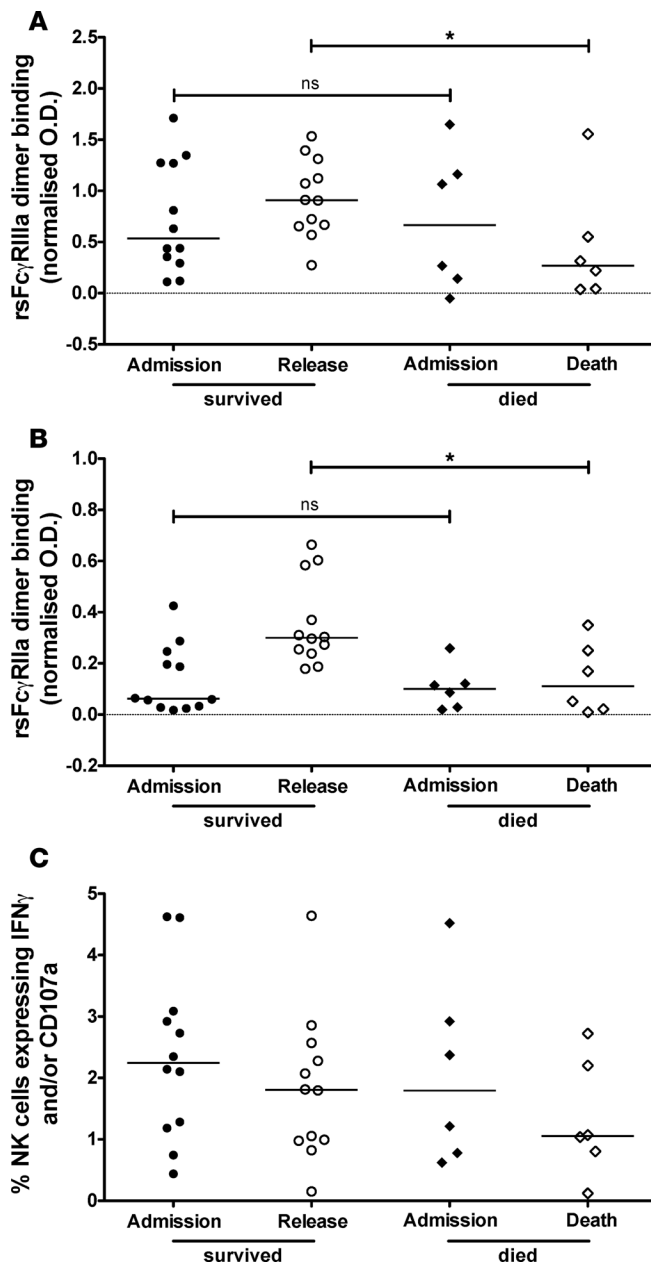 A
rsFcγRIIIa dimer binding
(normalised O.D.)
2.5
2.0
1.5
1.0
0.5
0.0
-0.5
*
ns
Admission Release Admission Death
survived died
B
rsFcγRIIa dimer binding
(normalised O.D.)
1.0
0.8
0.6
0.4
0.2
0.0
-0.2
*
ns
Admission Release Admission Death
survived died
C
% NK cells expressing IFNγ
and/or CD107a
5
4
3
2
1
0
Admission Release Admission Death
survived died